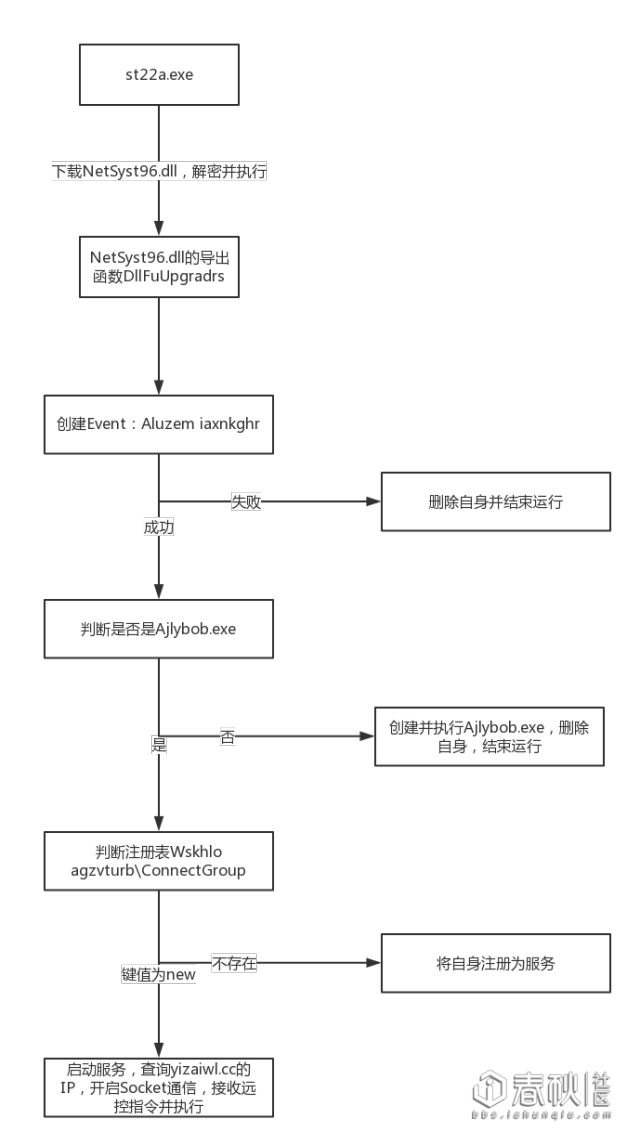 st22a.exe
下载NetSyst96.dll，解密并执行
NetSyst96.dll的导出
函数DllFuUpgradrs
创建Event：Aluzem iaxnkghr
失败
删除自身并结束运行
成功
判断是否是Ajlybob.exe
否
创建并执行Ajlybob.exe，删除
自身，结束运行
是
判断注册表Wskhlo
agzvturb\ConnectGroup
不存在
将自身注册为服务
键值为new
启动服务，查询yizaiwl.cc的
IP，开启Socket通信，接收远
控指令并执行
春秋社区
bbs.ichunqiu.com